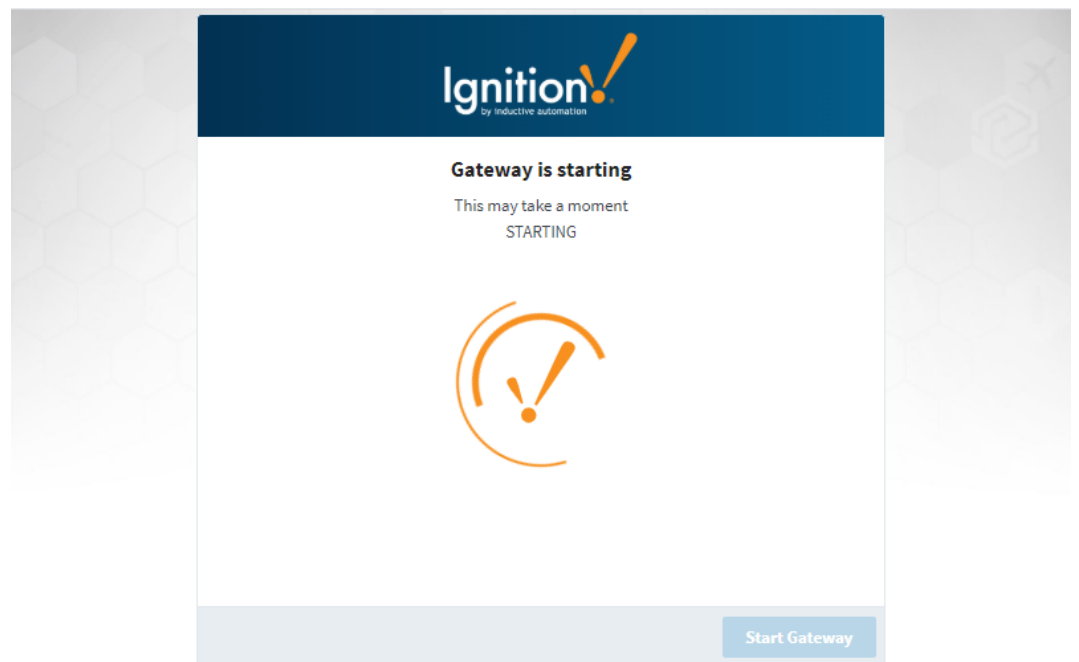 Ignition!
by inductive automation
Gateway is starting
This may take a moment
STARTING
Start Gateway